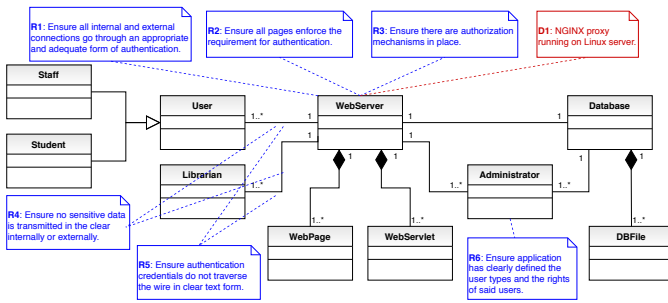 R1: Ensure all internal and external
connections go through an appropriate
and adequate form of authentication.
R2: Ensure all pages enforce the
requirement for authentication.
R3: Ensure there are authorization
mechanisms in place.
D1: NGINX proxy
running on Linux server.
Staff
User
WebServer
Database
1..*
1
1
1
Student
1
1
1
1
1
1
Librarian
1..*
Administrator
1..*
1
R4: Ensure no sensitive data
is transmitted in the clear
internally or externally.
1..*
1..*
1..*
WebPage
WebServlet
DBFile
R5: Ensure authentication
credentials do not traverse
the wire in clear text form.
R6: Ensure application
has clearly defined the
user types and the rights
of said users.